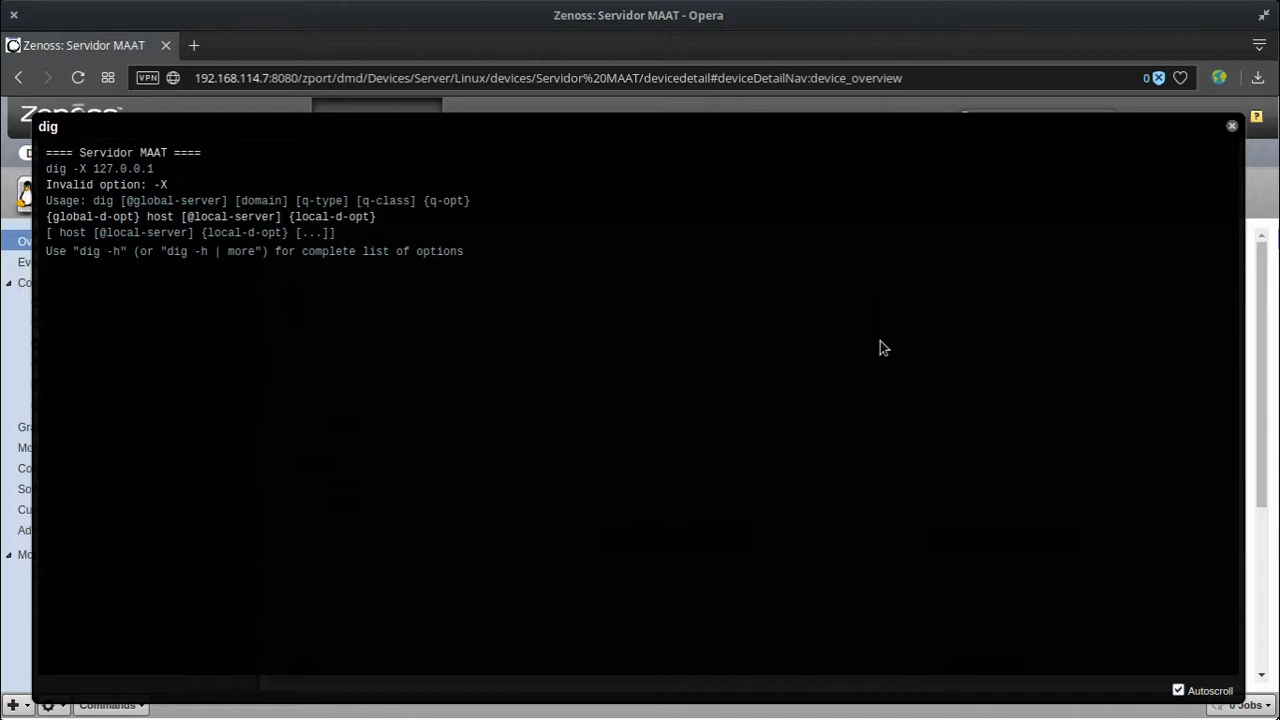 Zenoss: Servidor MAAT - Opera
Zenoss: Servidor MAAT
VPN
192.168.114.7:8080/zport/dmd/Devices/Server/Linux/devices/Servidor%20MAAT/devicedetail#deviceDetailNav:device_overview
0
Zenoss™
dig
==== Servidor MAAT ====
dig -X 127.0.0.1
Invalid option: -X
Usage: dig [@global-server] [domain] [q-type] [q-class] {q-opt}
{global-d-opt} host [@local-server] {local-d-opt}
[ host [@local-server] {local-d-opt} [...]]
Use "dig -h" (or "dig -h | more") for complete list of options
Autoscroll
Commands
0 Jobs